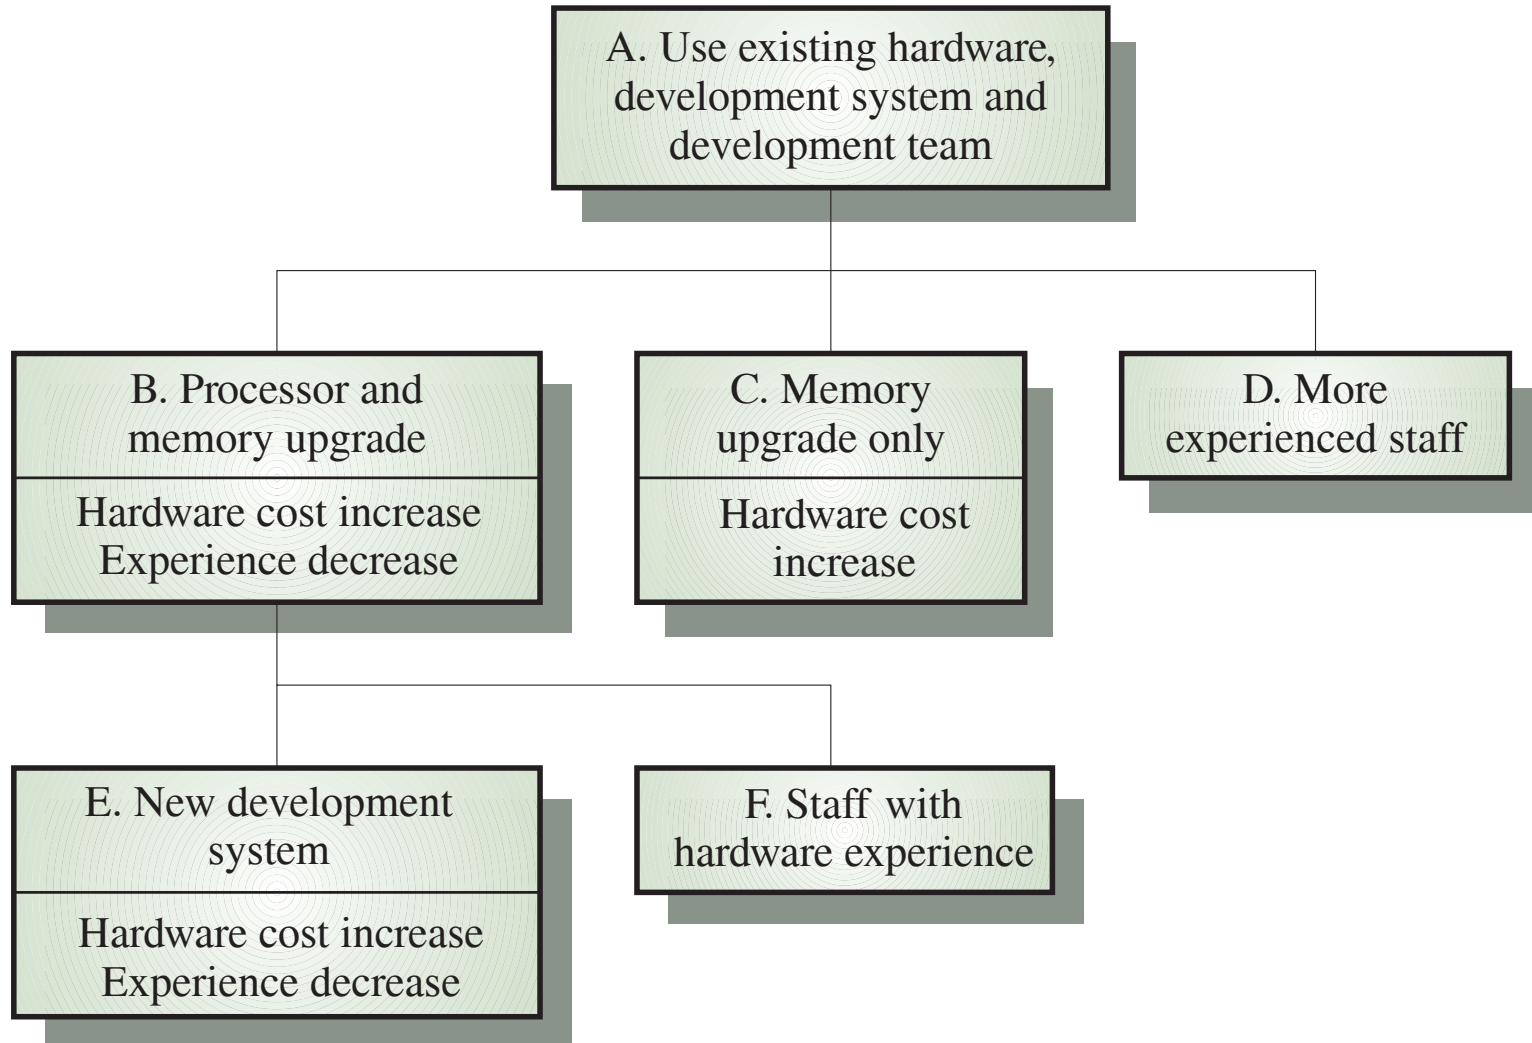 A. Use existing hardware,
development system and
development team
B. Processor and
memory upgrade
Hardware cost increase
Experience decrease
C. Memory
upgrade only
Hardware cost
increase
D. More
experienced staff
E. New development
system
Hardware cost increase
Experience decrease
F. Staff with
hardware experience